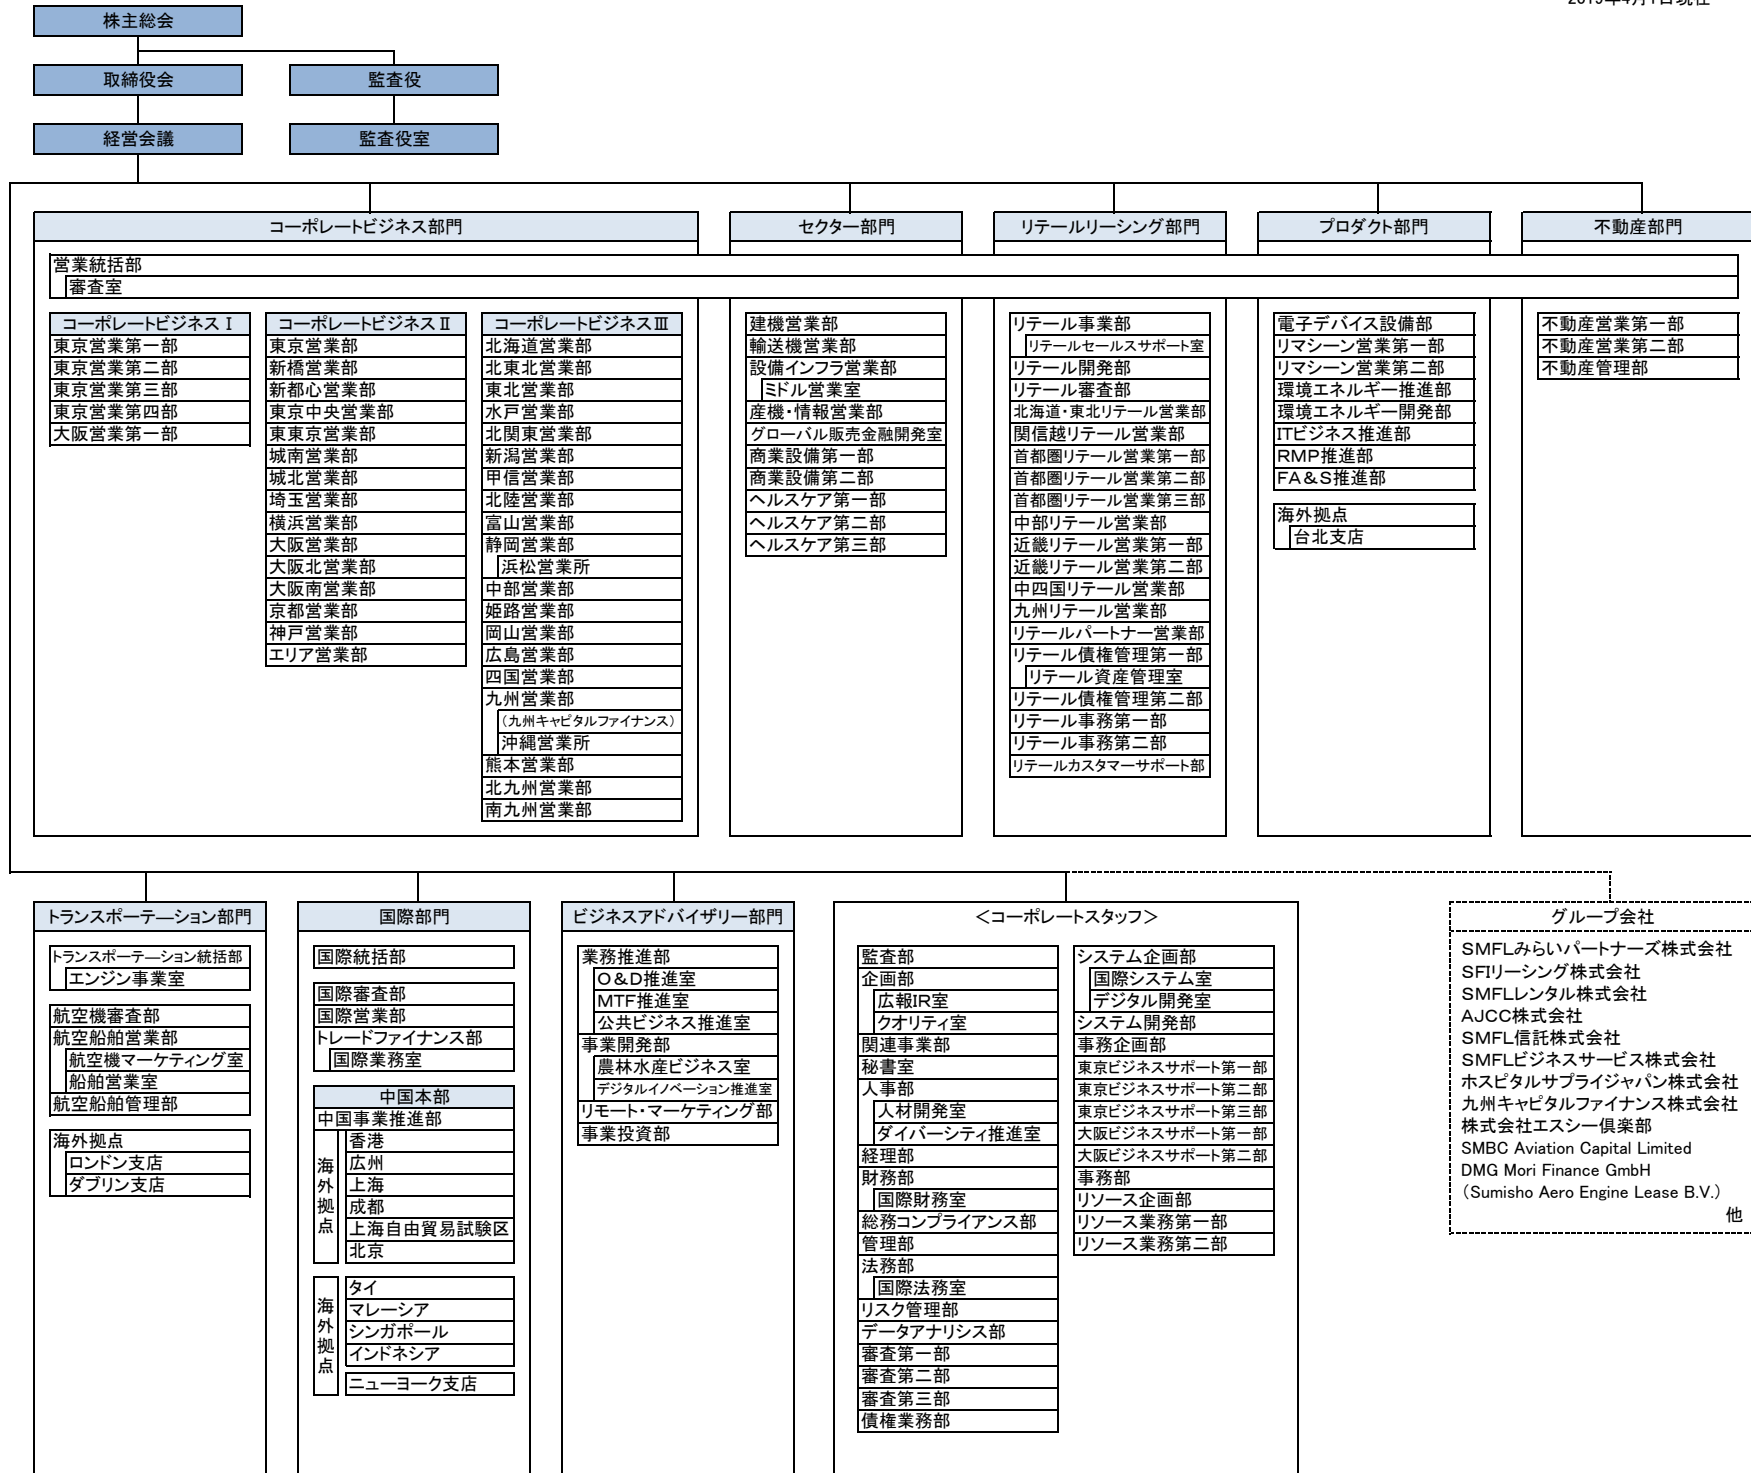 2019年4月1日現在
株主総会
取締役会
監査役
経営会議
監査役室
コーポレートビジネス部門
セクター部門
リテールリーシング部門
プロダクト部門
不動産部門
営業統括部
審査室
コーポレートビジネスⅠ
東京営業第一部
東京営業第二部
東京営業第三部
東京営業第四部
大阪営業第一部
コーポレートビジネスⅡ
東京営業部
新橋営業部
新都心営業部
東京中央営業部
東東京営業部
城南営業部
城北営業部
埼玉営業部
横浜営業部
大阪営業部
大阪北営業部
大阪南営業部
京都営業部
神戸営業部
エリア営業部
コーポレートビジネスⅢ
北海道営業部
北東北営業部
東北営業部
水戸営業部
北関東営業部
新潟営業部
甲信営業部
北陸営業部
富山営業部
静岡営業部
浜松営業所
中部営業部
姫路営業部
岡山営業部
広島営業部
四国営業部
九州営業部
（九州キャピタルファイナンス）
沖縄営業所
熊本営業部
北九州営業部
南九州営業部
建機営業部
輸送機営業部
設備インフラ営業部
ミドル営業室
産機・情報営業部
グローバル販売金融開発室
商業設備第一部
商業設備第二部
ヘルスケア第一部
ヘルスケア第二部
ヘルスケア第三部
リテール事業部
リテールセールスサポート室
リテール開発部
リテール審査部
北海道・東北リテール営業部
関信越リテール営業部
首都圏リテール営業第一部
首都圏リテール営業第二部
首都圏リテール営業第三部
中部リテール営業部
近畿リテール営業第一部
近畿リテール営業第二部
中四国リテール営業部
九州リテール営業部
リテールパートナー営業部
リテール債権管理第一部
リテール資産管理室
リテール債権管理第二部
リテール事務第一部
リテール事務第二部
リテールカスタマーサポート部
電子デバイス設備部
リマシーン営業第一部
リマシーン営業第二部
環境エネルギー推進部
環境エネルギー開発部
ITビジネス推進部
RMP推進部
FA&S推進部
海外拠点
台北支店
不動産営業第一部
不動産営業第二部
不動産管理部
トランスポーテーション部門
国際部門
ビジネスアドバイザリー部門
＜コーポレートスタッフ＞
グループ会社
トランスポーテーション統括部
エンジン事業室
航空機審査部
航空船舶営業部
航空機マーケティング室
船舶営業室
航空船舶管理部
海外拠点
ロンドン支店
ダブリン支店
国際統括部
国際審査部
国際営業部
トレードファイナンス部
国際業務室
中国本部
中国事業推進部
海外拠点
香港
広州
上海
成都
上海自由貿易試験区
北京
海外拠点
タイ
マレーシア
シンガポール
インドネシア
ニューヨーク支店
業務推進部
O&D推進室
MTF推進室
公共ビジネス推進室
事業開発部
農林水産ビジネス室
デジタルイノベーション推進室
リモート・マーケティング部
事業投資部
監査部
企画部
広報IR室
クオリティ室
関連事業部
秘書室
人事部
人材開発室
ダイバーシティ推進室
経理部
財務部
国際財務室
総務コンプライアンス部
管理部
法務部
国際法務室
リスク管理部
データアナリシス部
審査第一部
審査第二部
審査第三部
債権業務部
システム企画部
国際システム室
デジタル開発室
システム開発部
事務企画部
東京ビジネスサポート第一部
東京ビジネスサポート第二部
東京ビジネスサポート第三部
大阪ビジネスサポート第一部
大阪ビジネスサポート第二部
事務部
リソース企画部
リソース業務第一部
リソース業務第二部
SMFLみらいパートナーズ株式会社
SFIリーシング株式会社
SMFLレンタル株式会社
AJCC株式会社
SMFL信託株式会社
SMFLビジネスサービス株式会社
ホスピタルサプライジャパン株式会社
九州キャピタルファイナンス株式会社
株式会社エスシー倶楽部
SMBC Aviation Capital Limited
DMG Mori Finance GmbH
（Sumisho Aero Engine Lease B.V.）
他